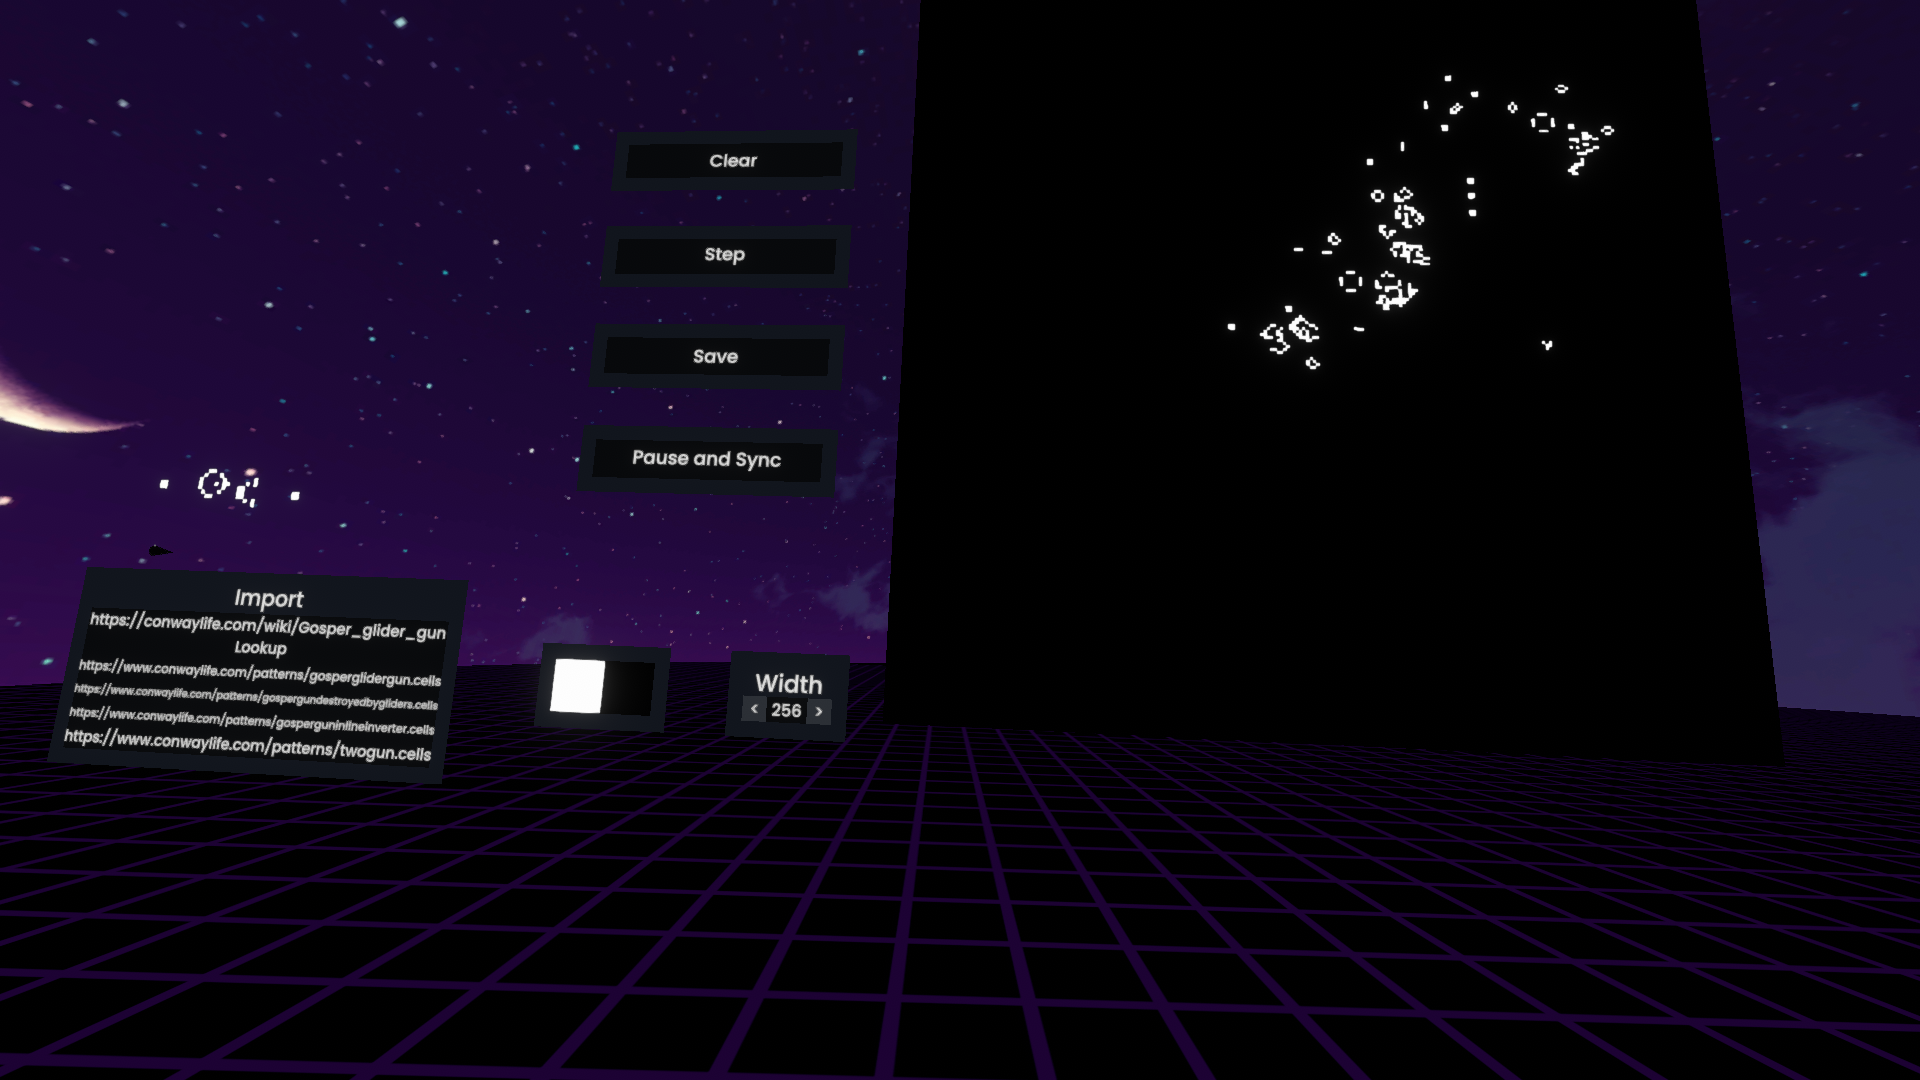 Clear
Step
Save
Pause and Sync
Import
https://conwaylife.com/wiki/Gosper_glider_gun
Lookup
https://www.conwaylife.com/patterns/gosperglidergun.cells
https://www.conwaylife.com/patterns/gospergundestroyedbygliders.cells
https://www.conwaylife.com/patterns/gosperguninlineinverter.cells
https://www.conwaylife.com/patterns/twogun.cells
Width
< 256 >